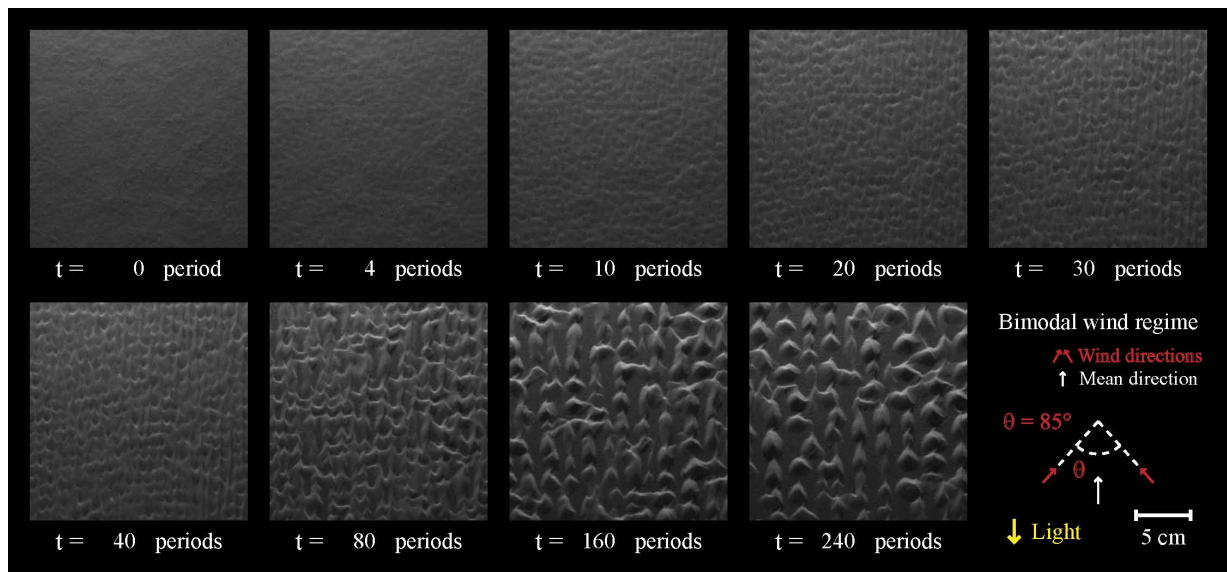 t = 0 period
t = 4 periods
t = 10 periods
t = 20 periods
t = 30 periods
t = 40 periods
t = 80 periods
t = 160 periods
t = 240 periods
Bimodal wind regime
Wind directions
Mean direction
θ = 85°
θ
Light
5 cm